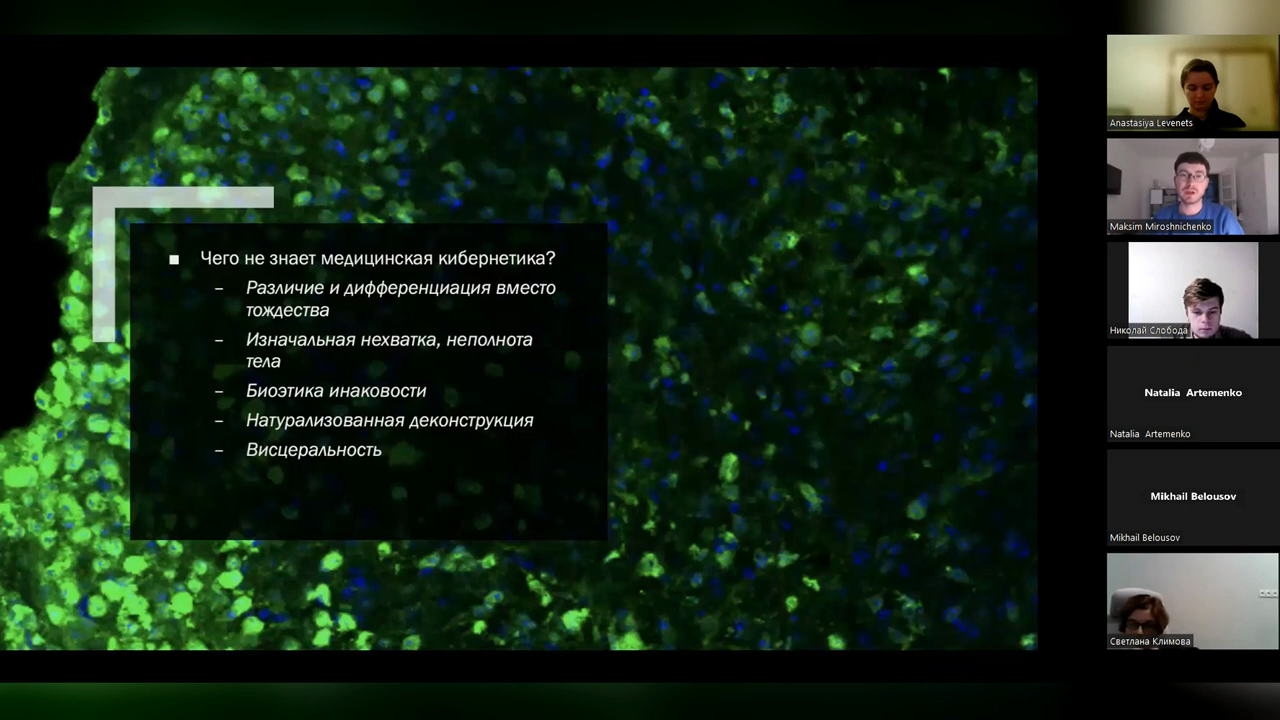 ■ Чего не знает медицинская кибернетика?
– Различие и дифференциация вместо
тождества
– Изначальная нехватка, неполнота
тела
– Биоэтика инаковости
– Натурализованная деконструкция
– Висцеральность
Anastasiya Levenets
Maksim Miroshnichenko
Николай Слобода
Natalia Artemenko
Natalia Artemenko
Mikhail Belousov
Mikhail Belousov
Светлана Климова